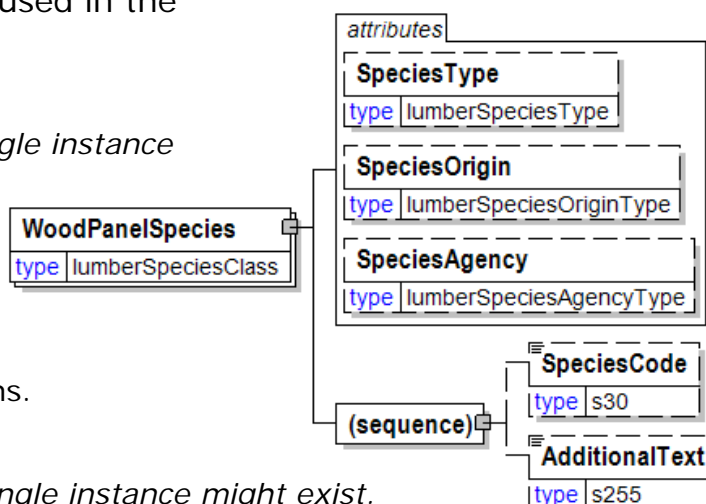 used in the
attributes
SpeciesType
type lumberSpeciesType
gle instance
SpeciesOrigin
type lumberSpeciesOriginType
WoodPanelSpecies
type lumberSpeciesClass
SpeciesAgency
type lumberSpeciesAgencyType
SpeciesCode
type s30
ns.
(sequence)
AdditionalText
type s255
ngle instance might exist.